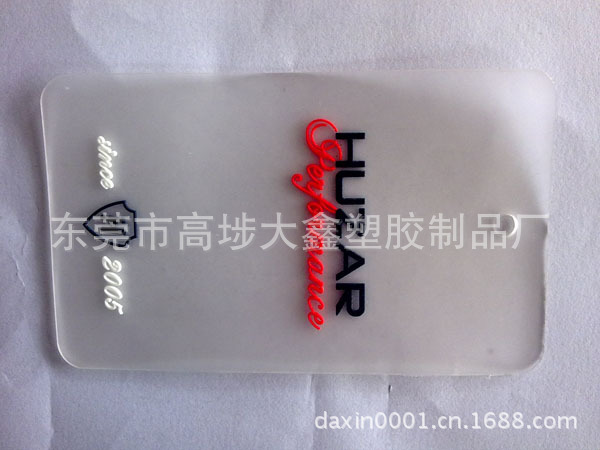 HUSAR
Performance
since
2005
东莞市高埗大鑫塑胶制品厂
daxin0001.cn.1688.com